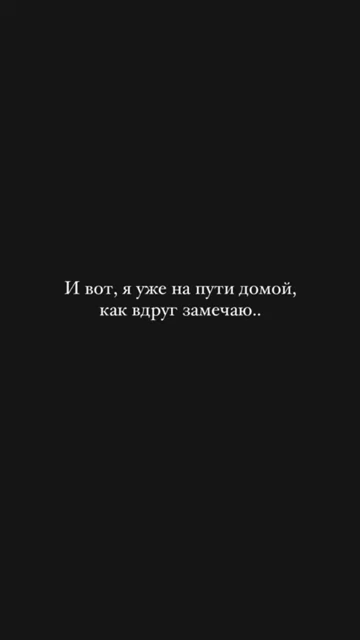 И вот, я уже на пути домой,
как вдруг замечаю..